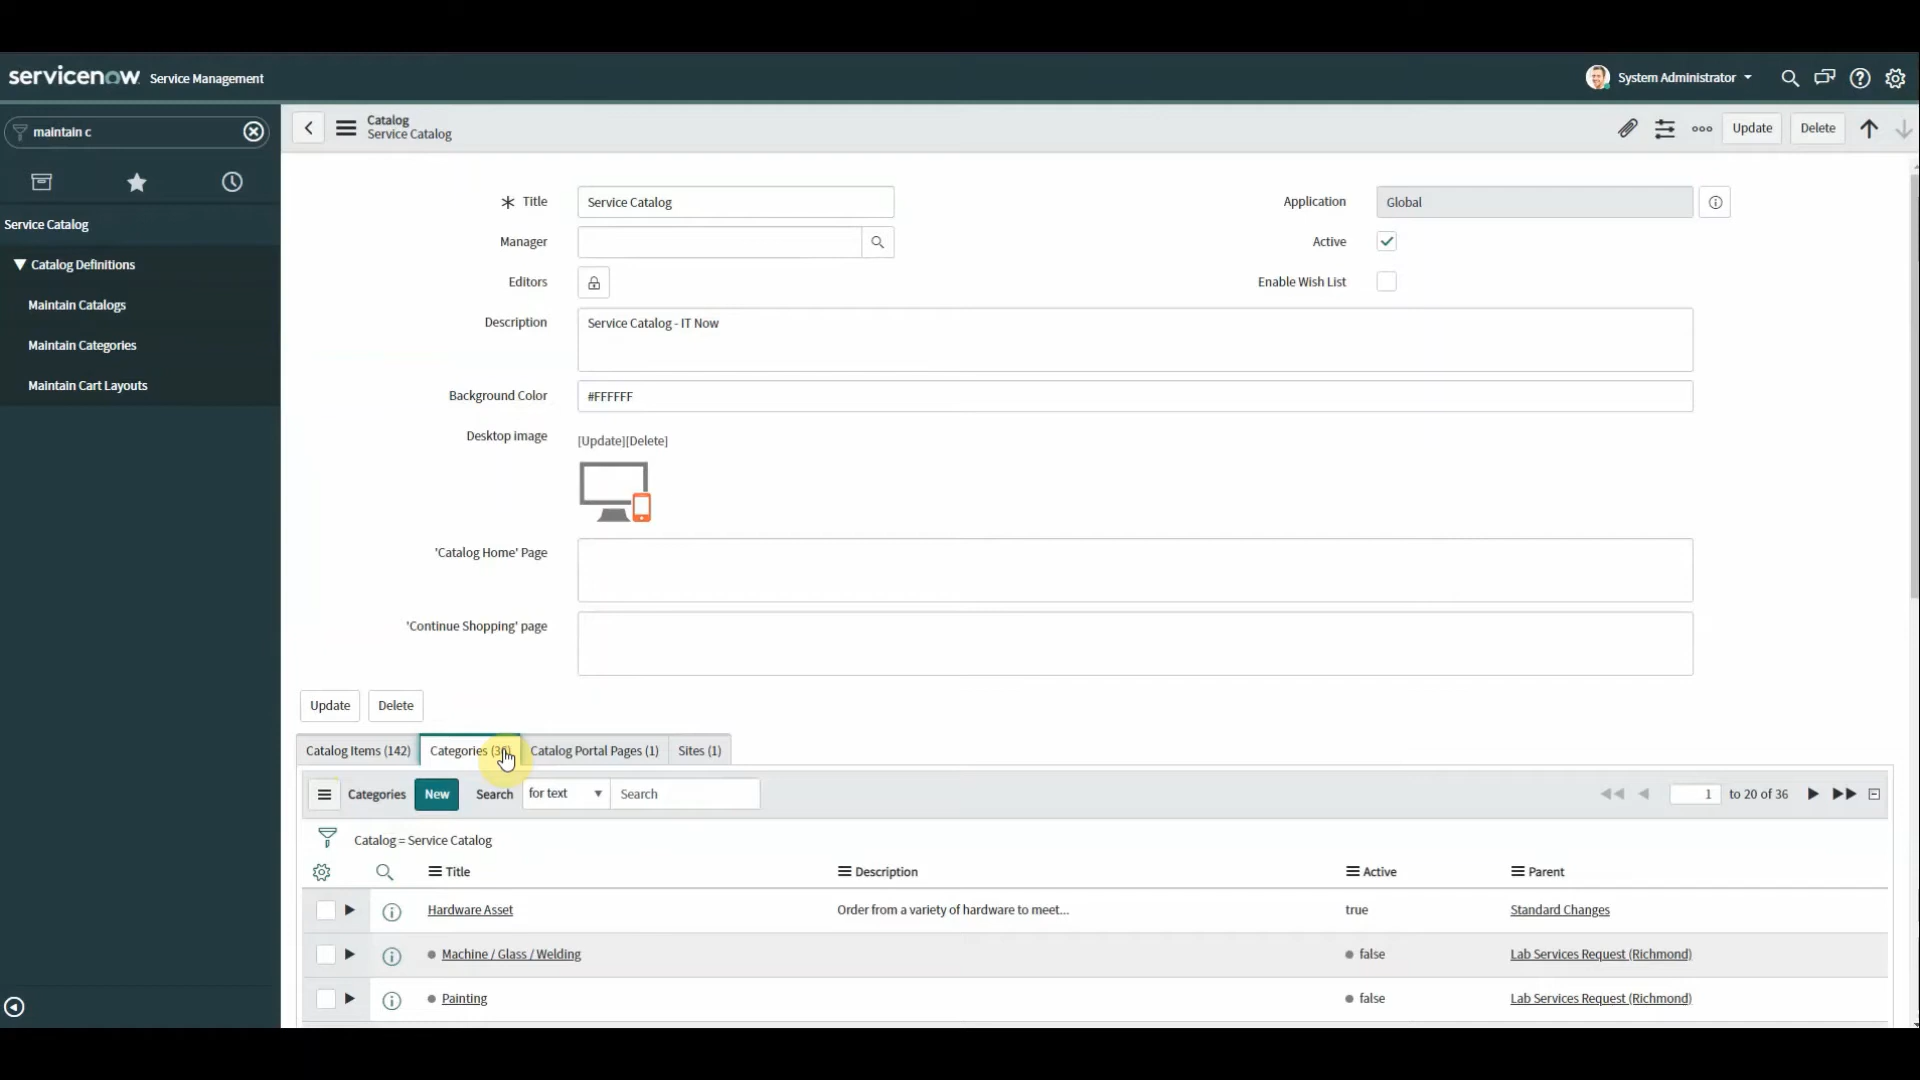 servicenow Service Management
System Administrator
maintain c
Catalog
Service Catalog
Update
Delete
Service Catalog
Catalog Definitions
Maintain Catalogs
Maintain Categories
Maintain Cart Layouts
Title
Service Catalog
Application
Global
Manager
Active
Editors
Enable Wish List
Description
Service Catalog - IT Now
Background Color
#FFFFFF
Desktop image
[Update][Delete]
'Catalog Home' Page
'Continue Shopping' page
Update
Delete
Catalog Items (142)
Categories
Catalog Portal Pages (1)
Sites (1)
Categories
New
Search
for text
Search
1 to 20 of 36
Catalog = Service Catalog
Title
Description
Active
Parent
Hardware Asset
Order from a variety of hardware to meet...
true
Standard Changes
Machine / Glass / Welding
false
Lab Services Request (Richmond)
Painting
false
Lab Services Request (Richmond)